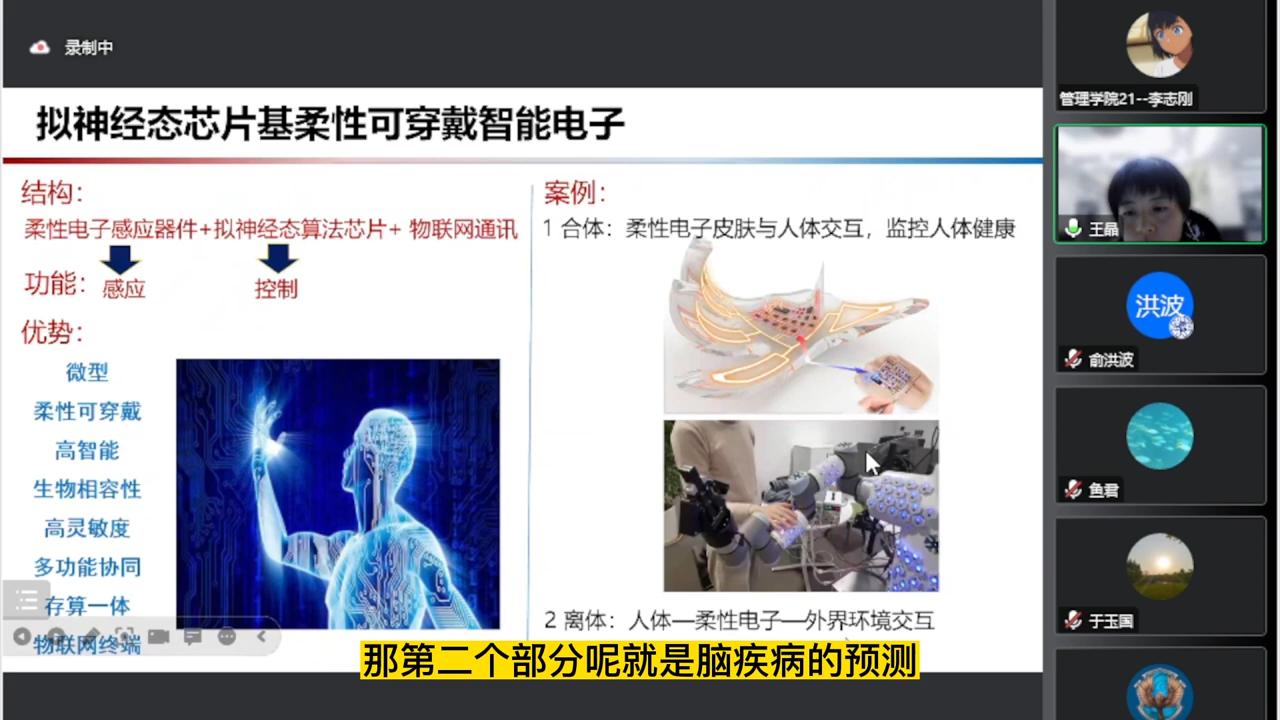 录制中
拟神经态芯片基柔性可穿戴智能电子
结构：
柔性电子感应器件+拟神经态算法芯片+ 物联网通讯
功能：
感应
控制
优势：
微型
柔性可穿戴
高智能
生物相容性
高灵敏度
多功能协同
存算一体
物联网终端
案例：
1 合体：柔性电子皮肤与人体交互，监控人体健康
2 离体：人体—柔性电子—外界环境交互
那第二个部分呢就是脑疾病的预测
管理学院21--李志刚
王晶
洪波
俞洪波
鱼君
于玉国